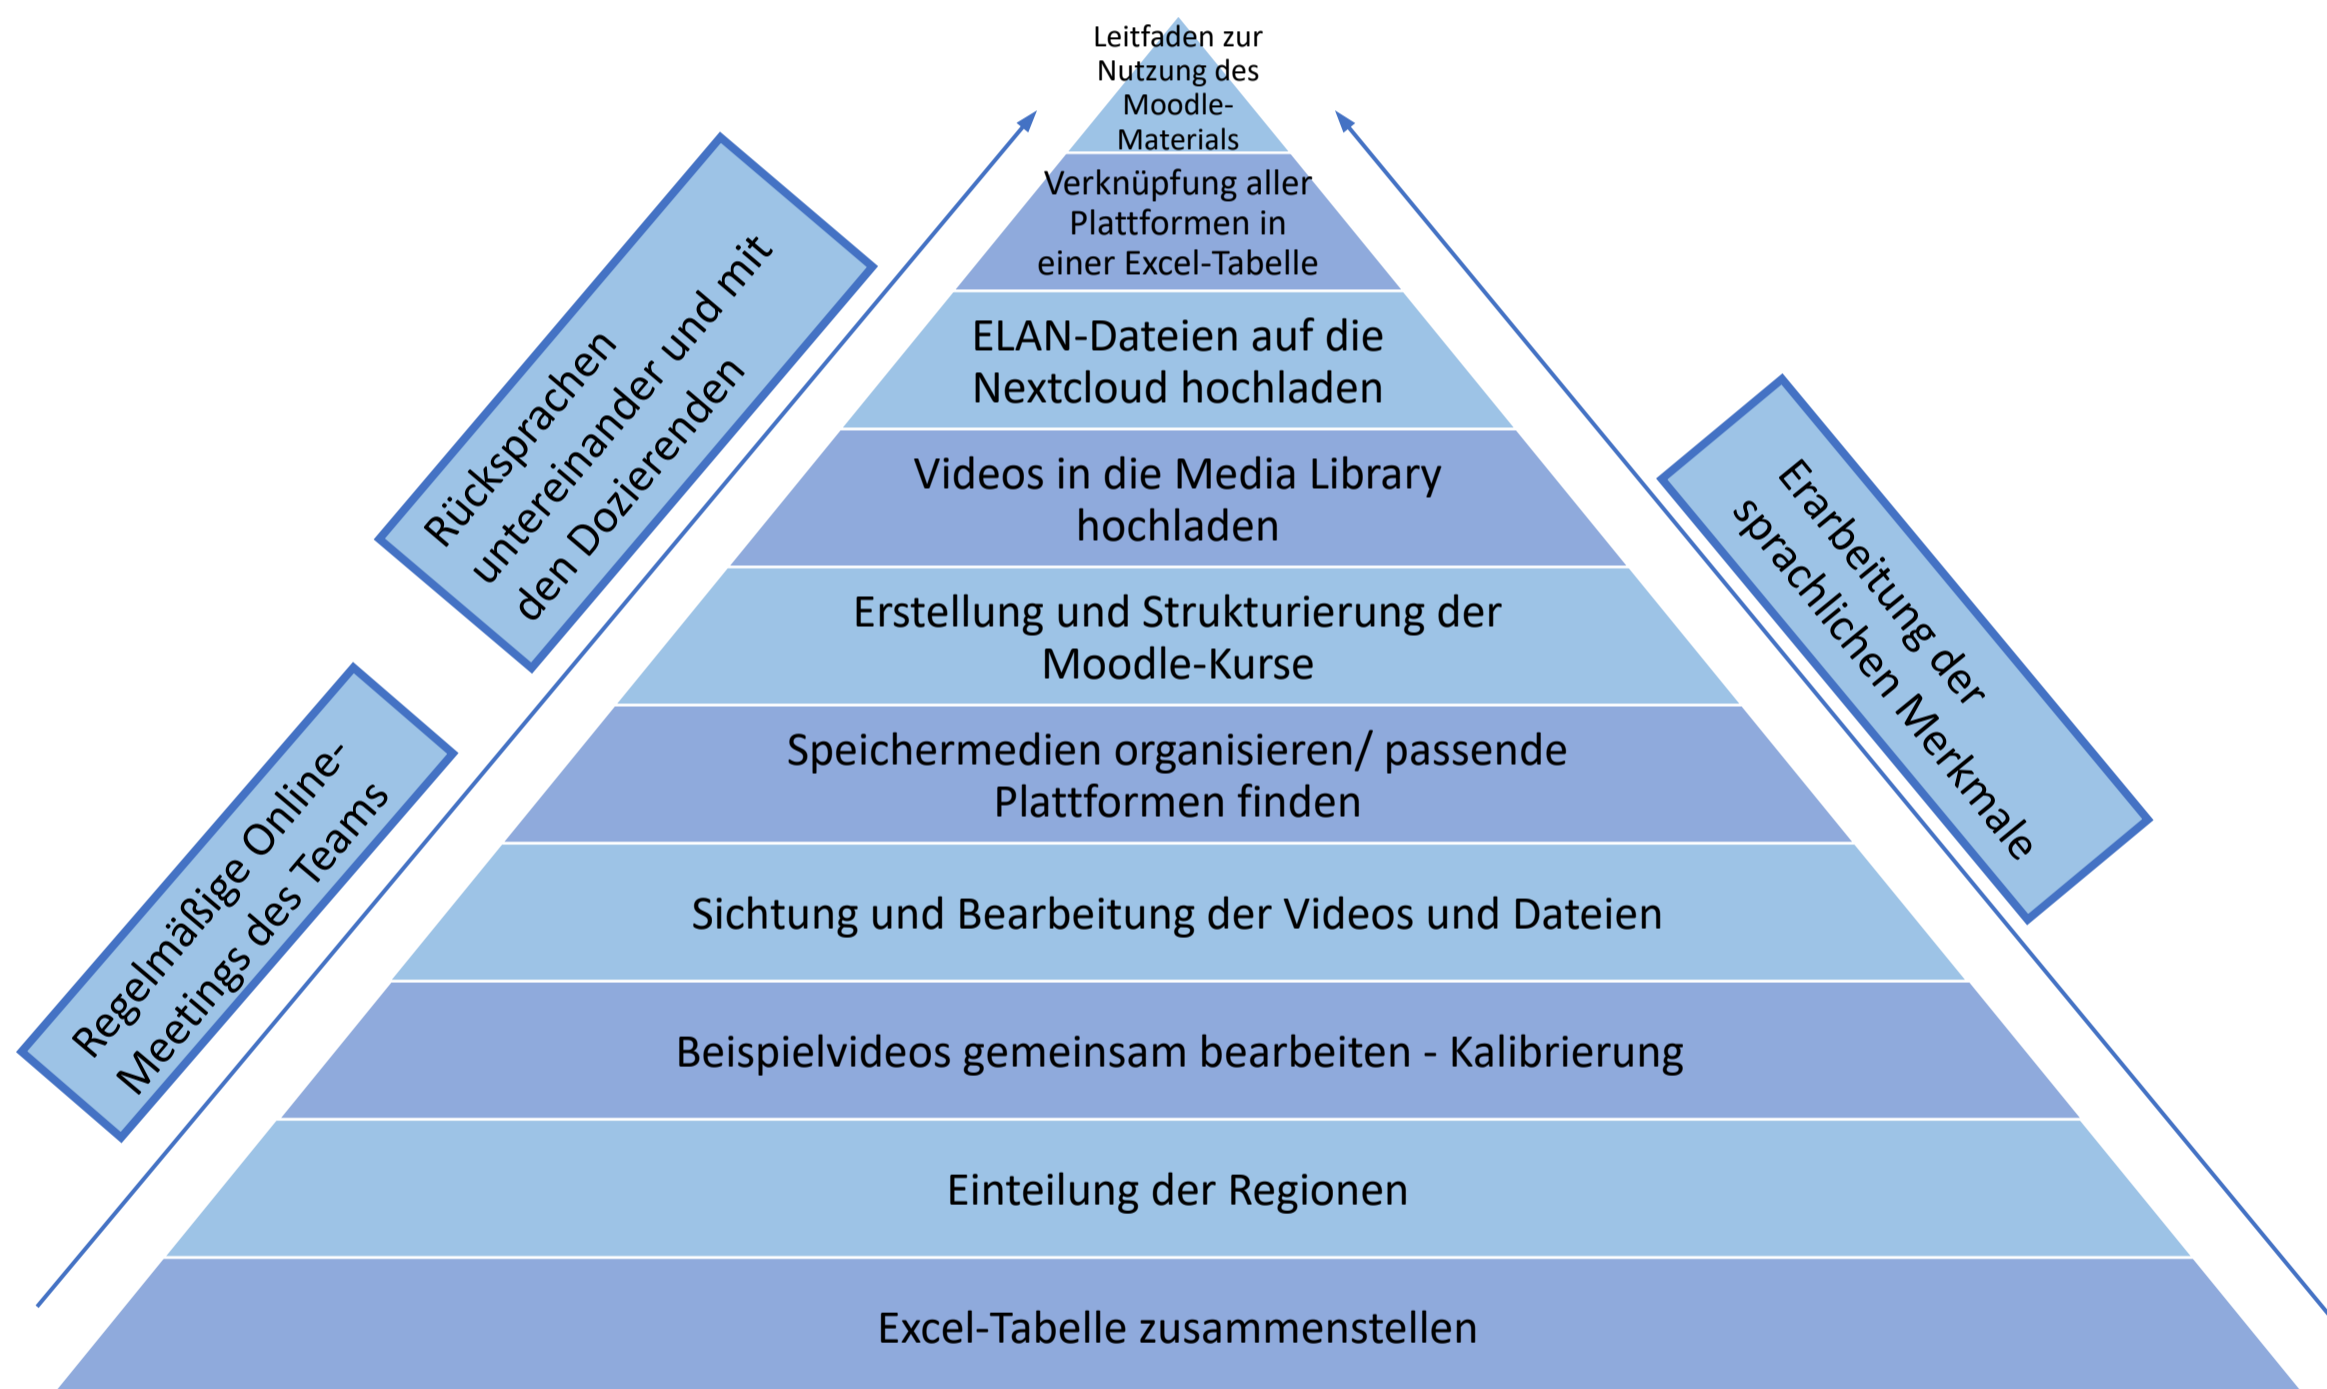 Leitfaden zur
Nutzung des
Moodle-
Materials
Verknüpfung aller
Plattformen in
einer Excel-Tabelle
ELAN-Dateien auf die
Nextcloud hochladen
Videos in die Media Library
hochladen
Erstellung und Strukturierung der
Moodle-Kurse
Speichermedien organisieren/ passende
Plattformen finden
Sichtung und Bearbeitung der Videos und Dateien
Beispielvideos gemeinsam bearbeiten - Kalibrierung
Einteilung der Regionen
Excel-Tabelle zusammenstellen
Rücksprachen
untereinander und mit
den Dozierenden
Regelmäßige Online-
Meetings des Teams
Erarbeitung der
sprachlichen Merkmale